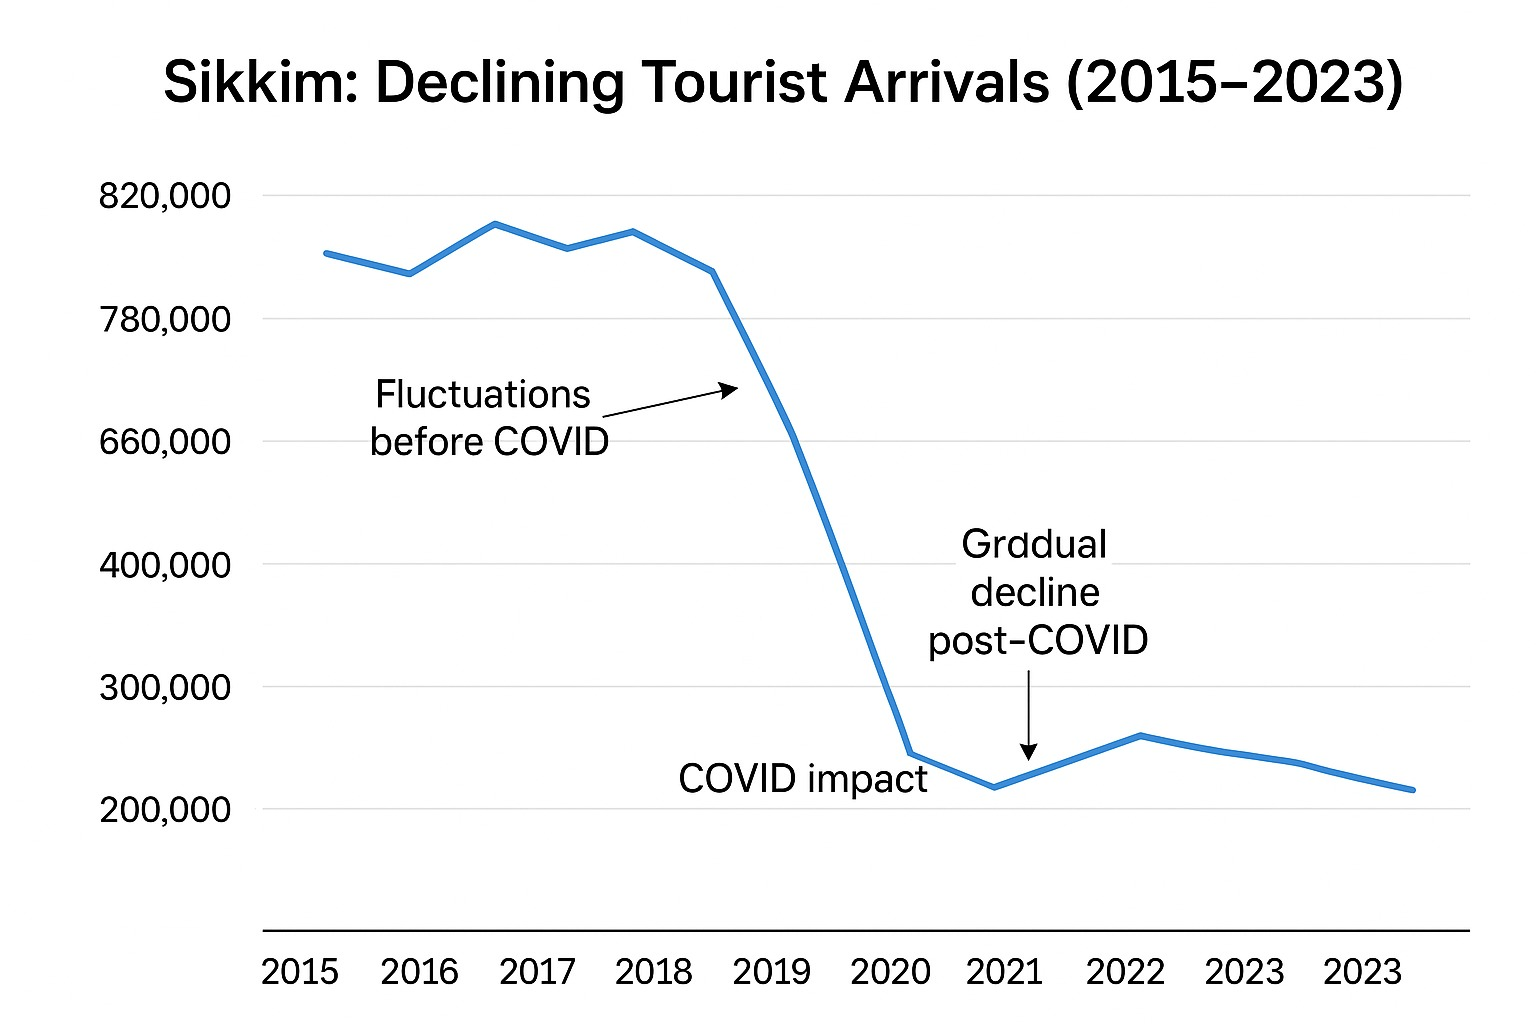 Sikkim: Declining Tourist Arrivals (2015–2023)
820,000
780,000
660,000
400,000
300,000
200,000
Fluctuations
before COVID
Grddual
decline
post–COVID
COVID impact
2015 2016 2017 2018 2019 2020 2021 2022 2023 2023